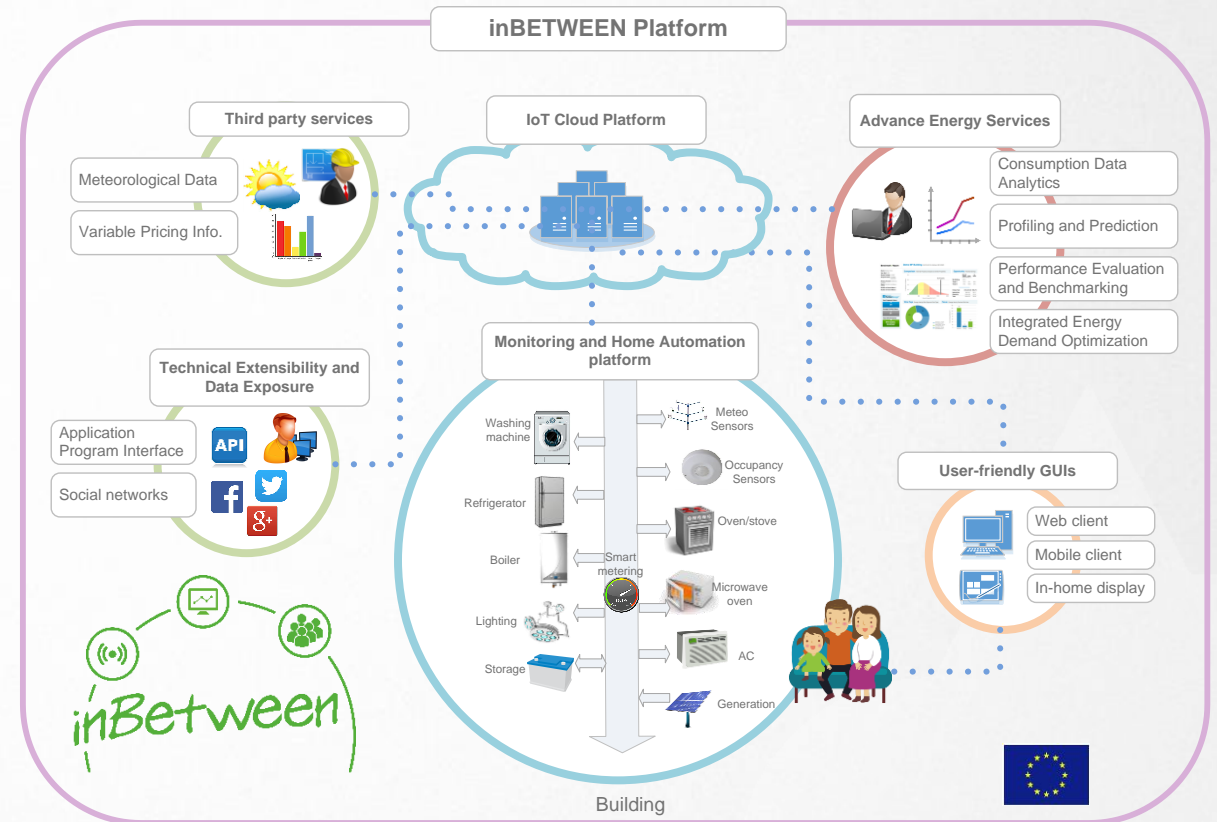 inBETWEEN Platform
Third party services
Meteorological Data
Variable Pricing Info.
IoT Cloud Platform
Advance Energy Services
Consumption Data
Analytics
Profiling and Prediction
Performance Evaluation
and Benchmarking
Integrated Energy
Demand Optimization
Technical Extensibility and
Data Exposure
Application
Program Interface
API
Social networks
f
g+
Monitoring and Home Automation
platform
Washing
machine
Meteo
Sensors
Refrigerator
Occupancy
Sensors
Boiler
Oven/stove
Smart
metering
Lighting
Microwave
oven
Storage
AC
Generation
Building
User-friendly GUIs
Web client
Mobile client
In-home display
inBetween